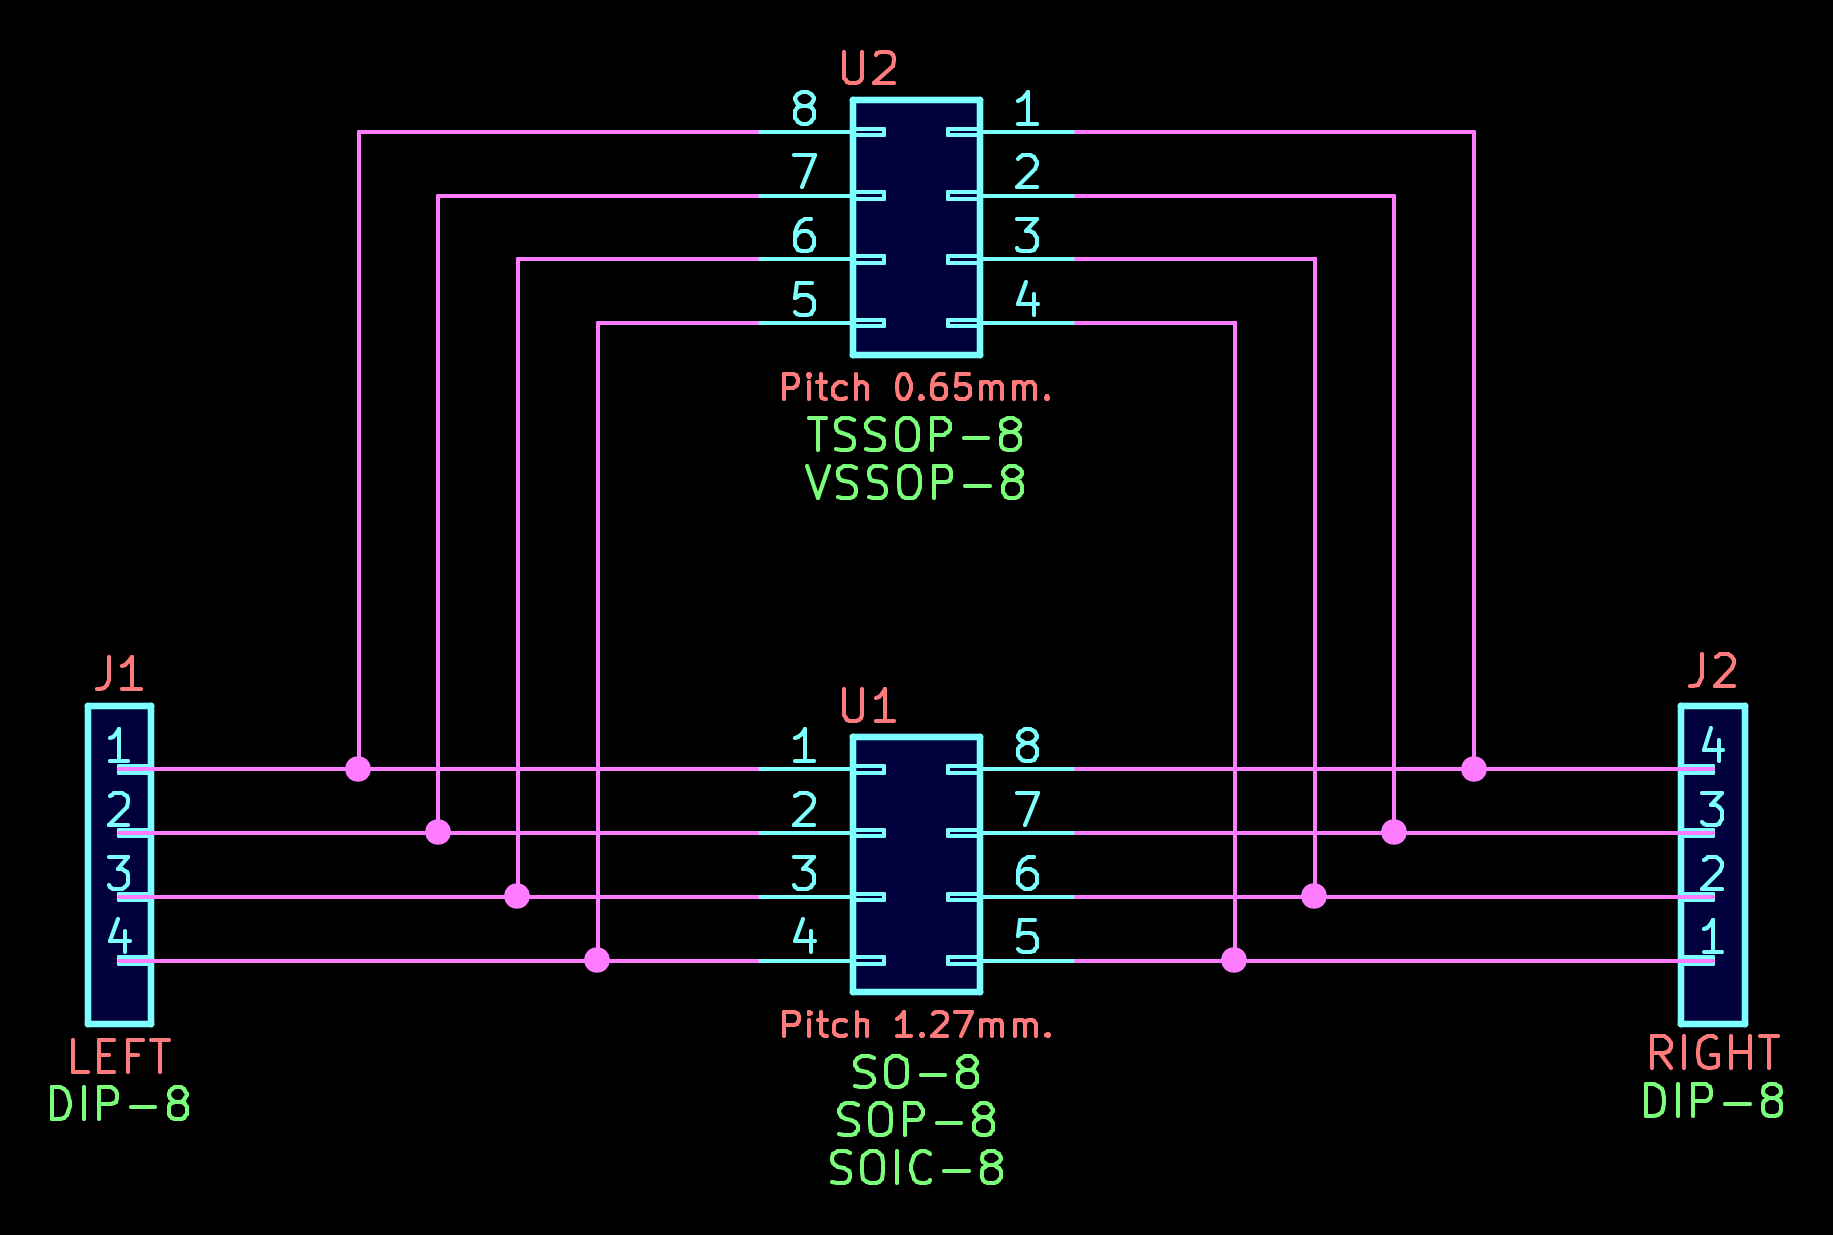 U2
8 1
7 2
6 3
5 4
Pitch 0.65mm.
TSSOP-8
VSSOP-8
J1
U1
J2
1 1 8 4
2 2 7 3
3 3 6 2
4 4 5 1
Pitch 1.27mm.
LEFT
DIP-8
SO-8
SOP-8
SOIC-8
RIGHT
DIP-8